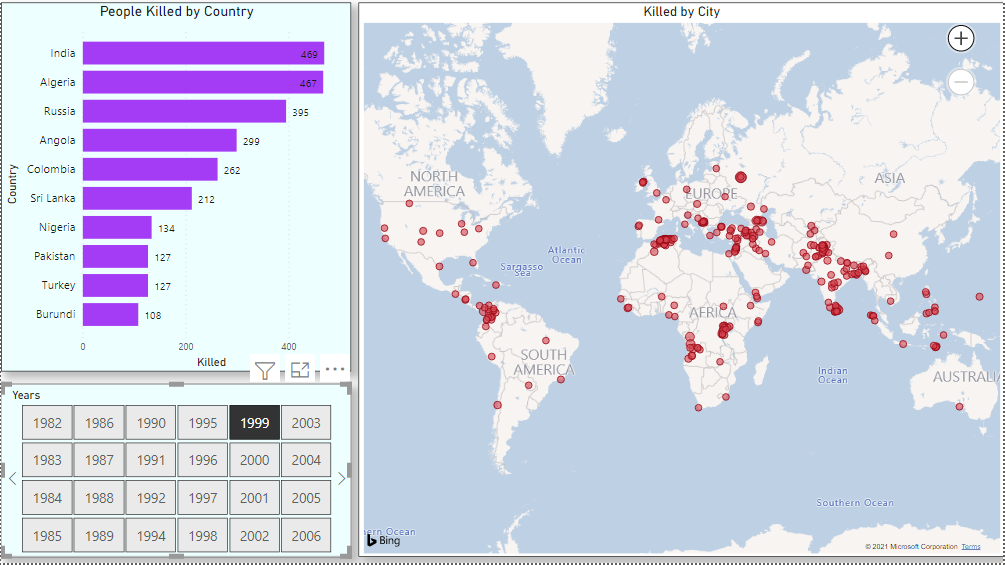 People Killed by Country
India
469
Algeria
467
Russia
395
Angola
299
Colombia
262
Sri Lanka
212
Nigeria
134
Pakistan
127
Turkey
127
Burundi
108
Country
0
200
400
Killed
Years
1982 1986 1990 1995 1999 2003
1983 1987 1991 1996 2000 2004
1984 1988 1992 1997 2001 2005
1985 1989 1994 1998 2002 2006
Killed by City
NORTH
AMERICA
EUROPE
ASIA
Atlantic
Ocean
Sargasso
Sea
AFRICA
SOUTH
AMERICA
Indian
Ocean
AUSTRALIA
Southern Ocean
ern Ocean
Bing
© 2021 Microsoft Corporation Terms